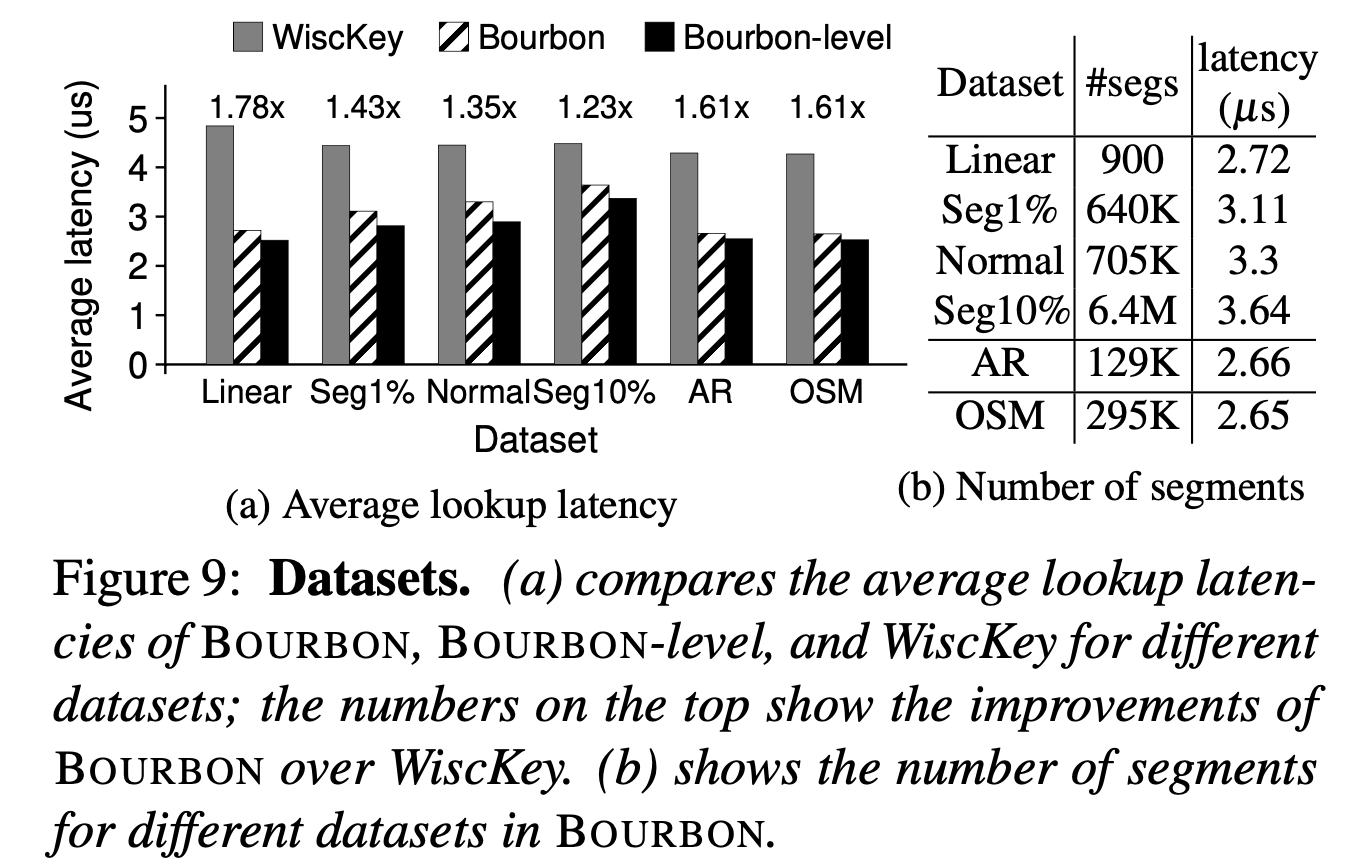 WiscKey Bourbon Bourbon-level
Average latency (us)
5
4
3
2
1
0
1.78x 1.43x 1.35x 1.23x 1.61x 1.61x
Linear Seg1% Normal Seg10% AR OSM
Dataset
(a) Average lookup latency
Dataset #segs latency (μs)
Linear 900 2.72
Seg1% 640K 3.11
Normal 705K 3.3
Seg10% 6.4M 3.64
AR 129K 2.66
OSM 295K 2.65
(b) Number of segments
Figure 9: Datasets. (a) compares the average lookup laten-
cies of BOURBON, BOURBON-level, and WiscKey for different
datasets; the numbers on the top show the improvements of
BOURBON over WiscKey. (b) shows the number of segments
for different datasets in BOURBON.